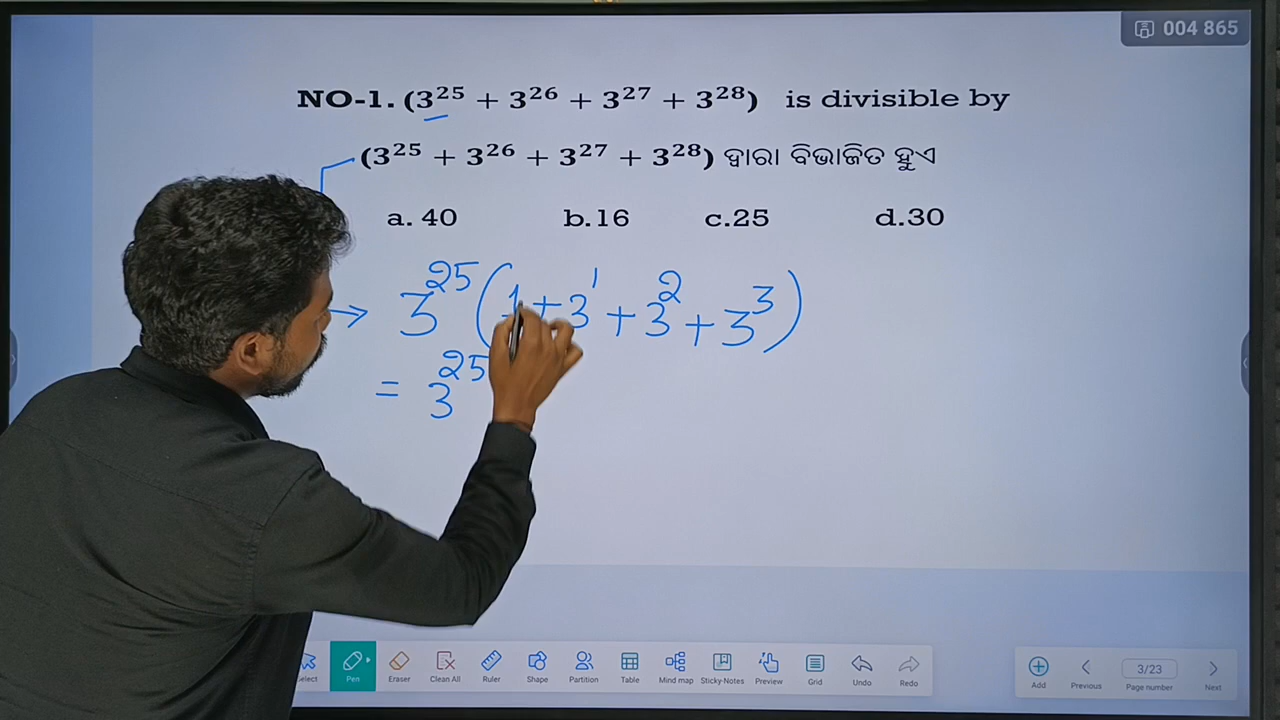 004 865
NO-1. (3²⁵ + 3²⁶ + 3²⁷ + 3²⁸) is divisible by
(3²⁵ + 3²⁶ + 3²⁷ + 3²⁸) ଦ୍ୱାରା ବିଭାଜିତ ହୁଏ
a. 40 b.16 c.25 d.30
→ 3²⁵ (1 + 3¹ + 3² + 3³)
= 3²⁵
Pen Eraser Clean All Ruler Shape Partition Table Mind map Sticky-Notes Preview Grid Undo Redo
Add Previous 3/23 Page number Next